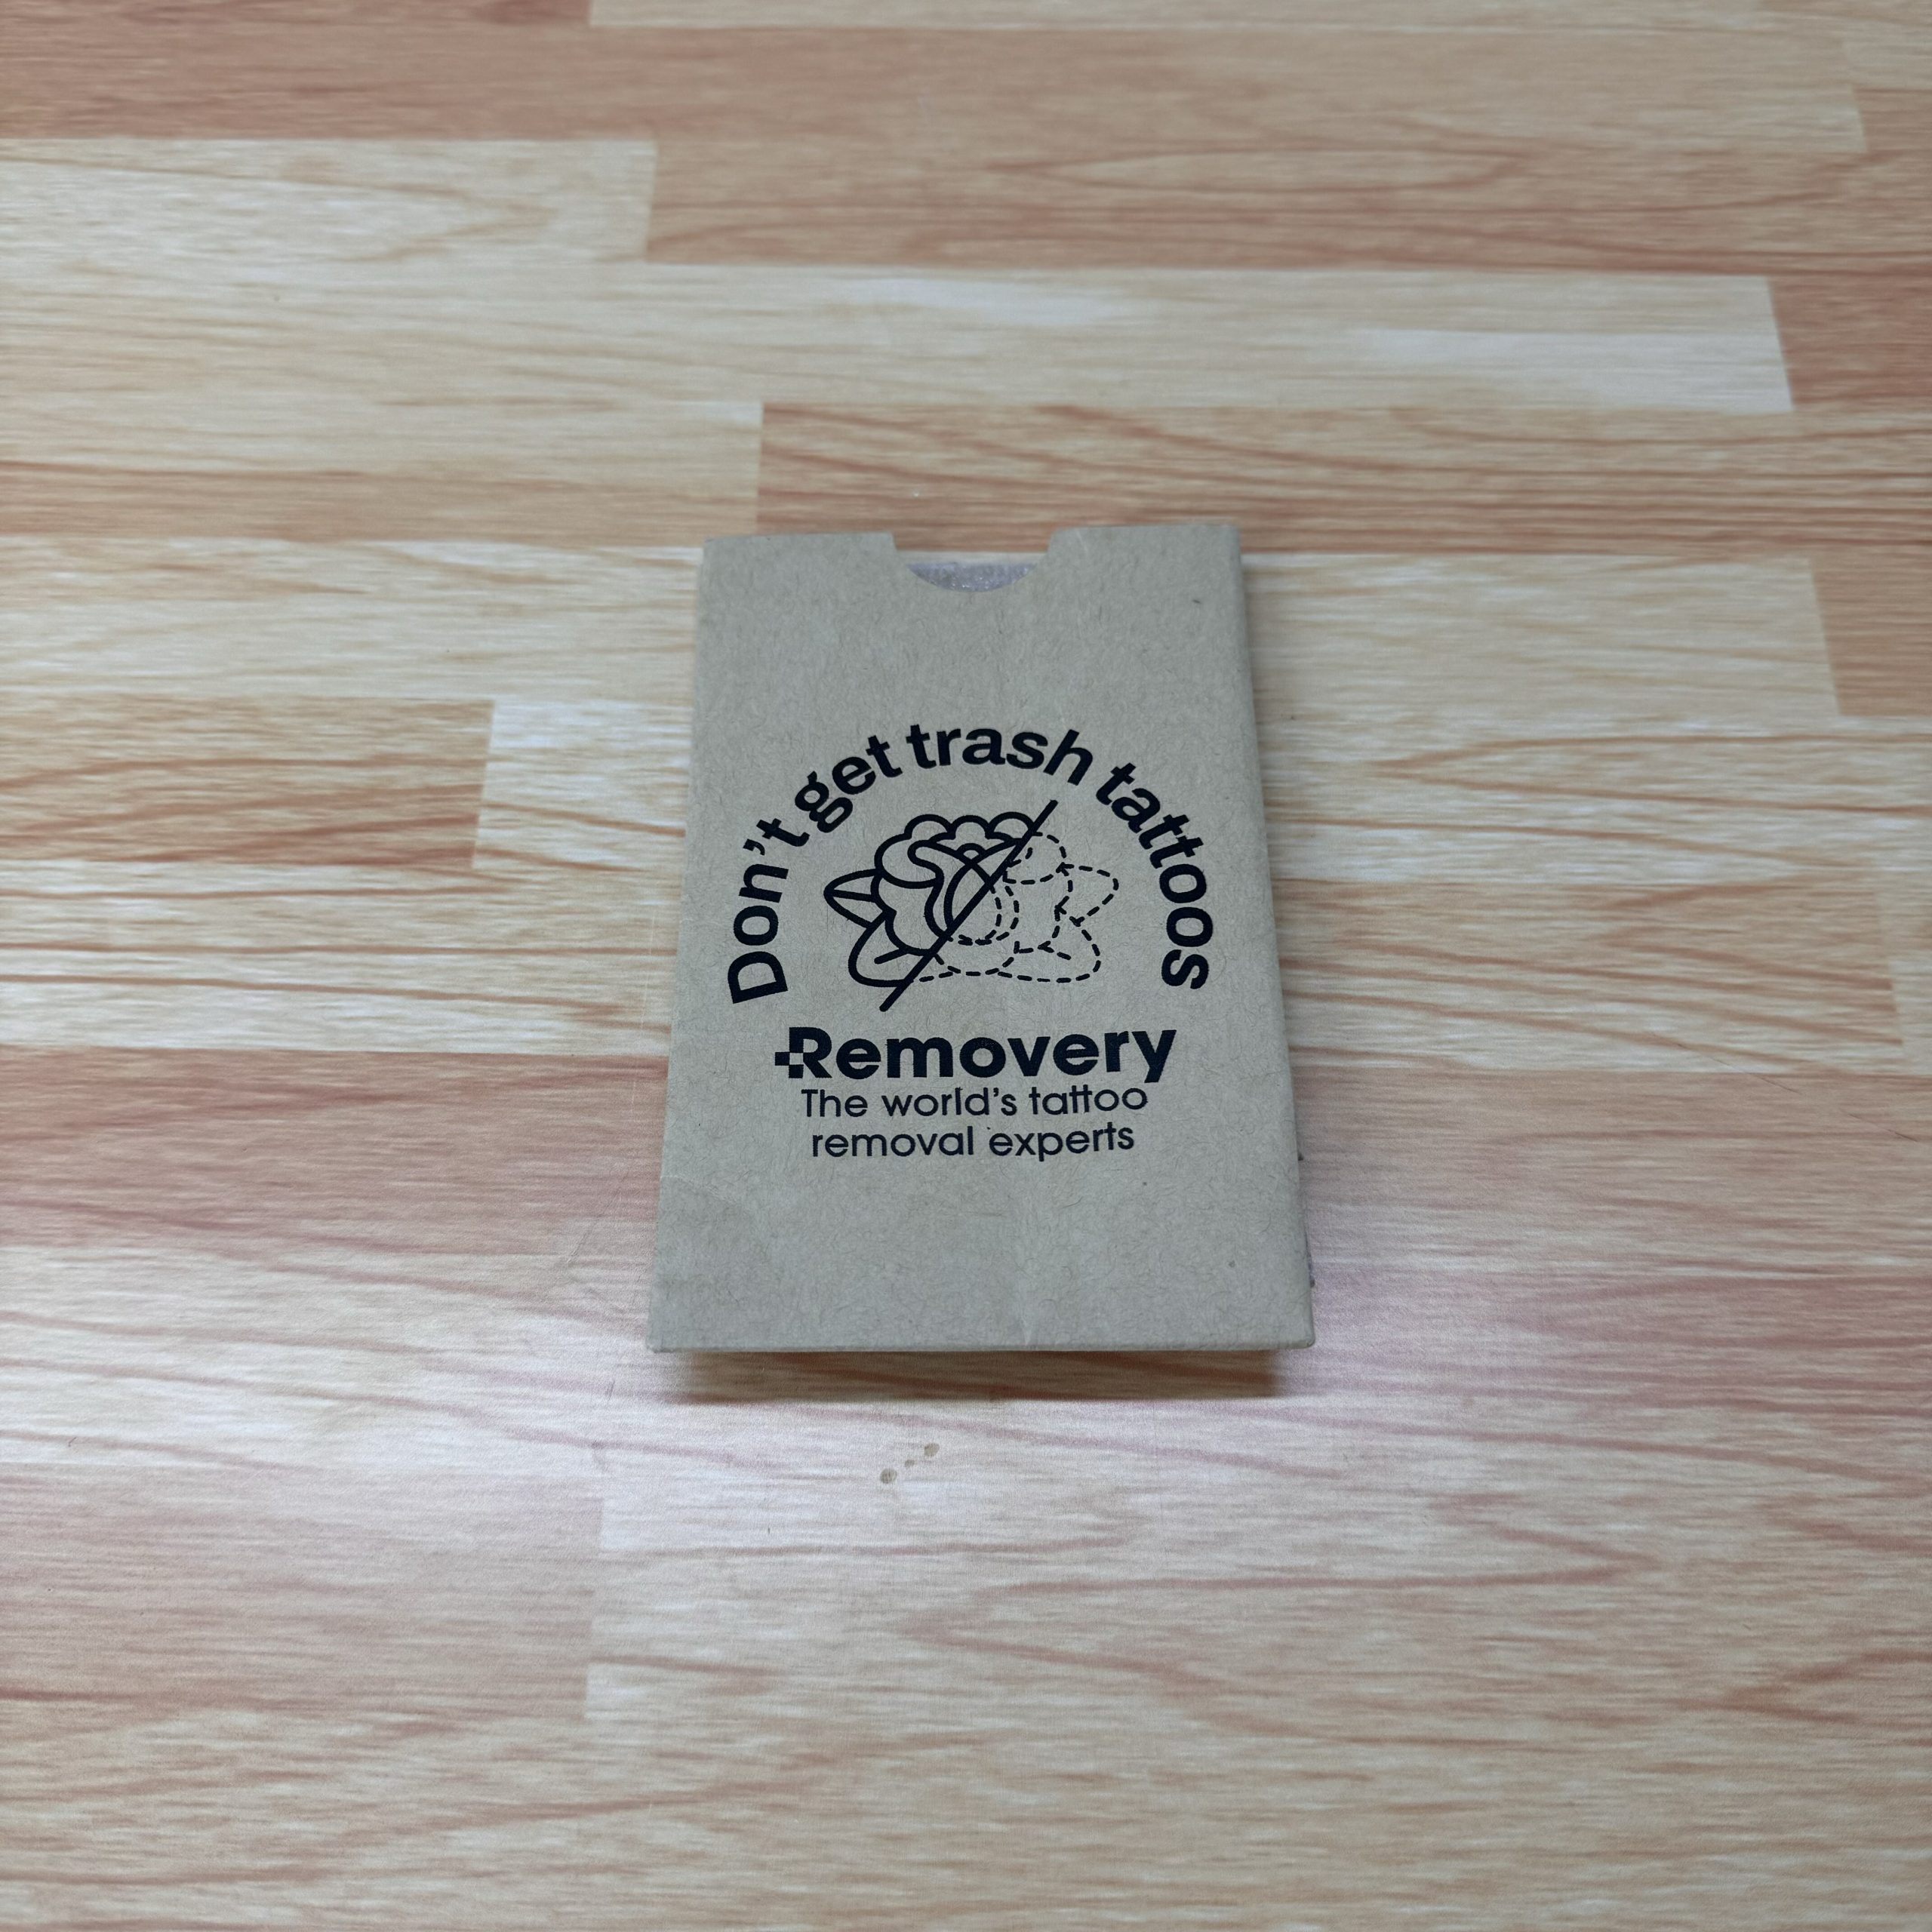 Don't get trash tattoos
Removery
The world's tattoo
removal experts